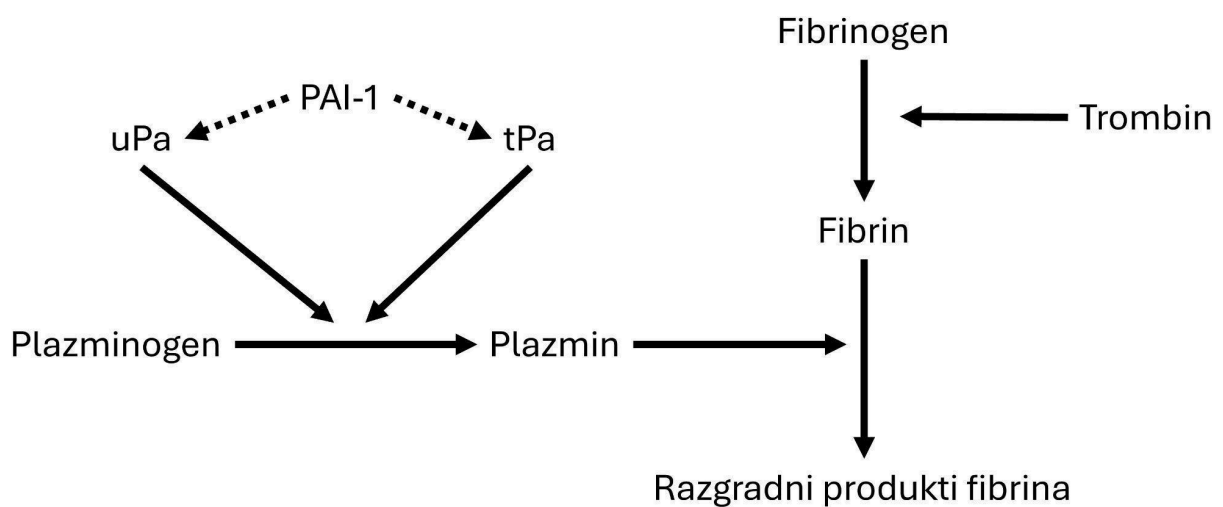 Fibrinogen
PAI-1
Trombin
uPa
tPa
Fibrin
Plazminogen
Plazmin
Razgradni produkti fibrina